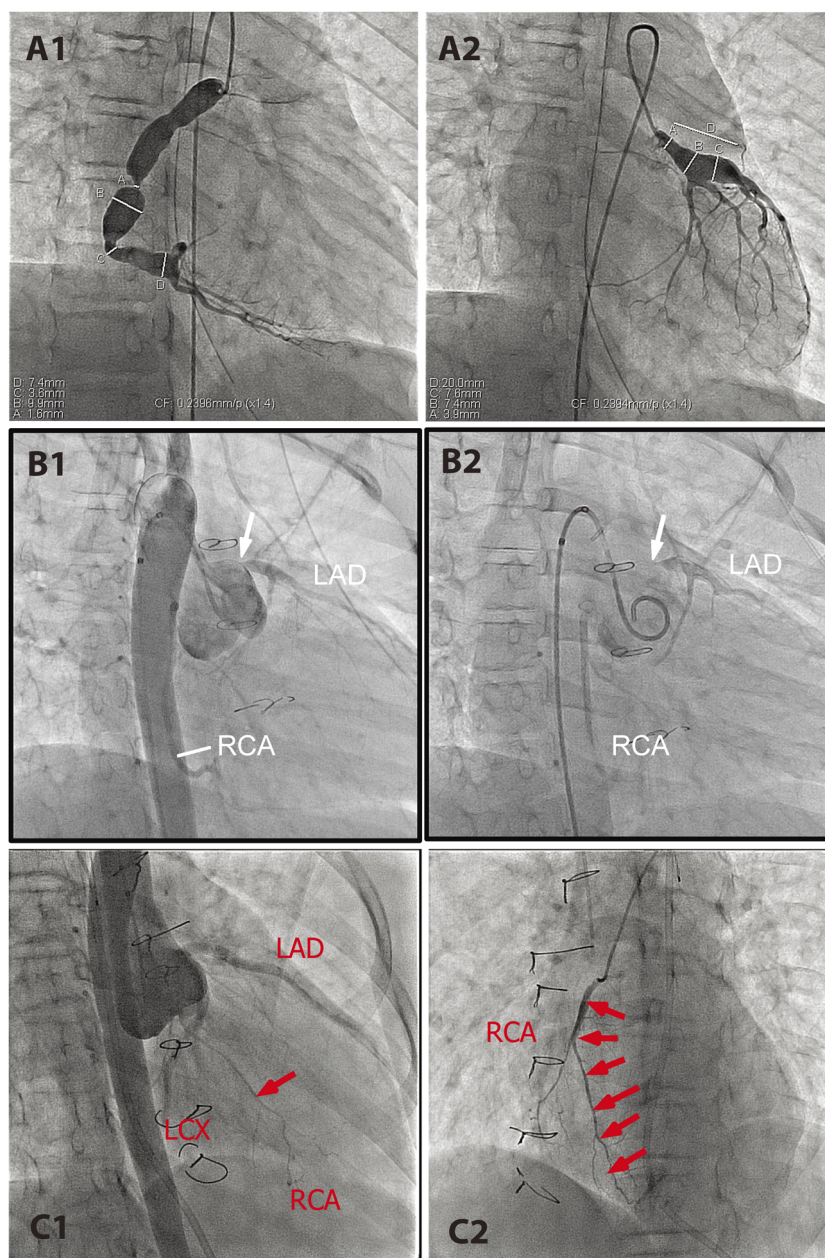 A1
A
B
C
D
D: 7.4mm
C: 3.6mm
B: 9.9mm
A: 1.6mm
CF: 0.2396mm/p (x1.4)
A2
A
D
B
C
D:20.0mm
C: 7.6mm
B: 7.4mm
A: 3.9mm
CF: 0.2894mm/p (x1.4)
B1
LAD
RCA
B2
LAD
RCA
LAD
LCX
RCA
C1
RCA
C2